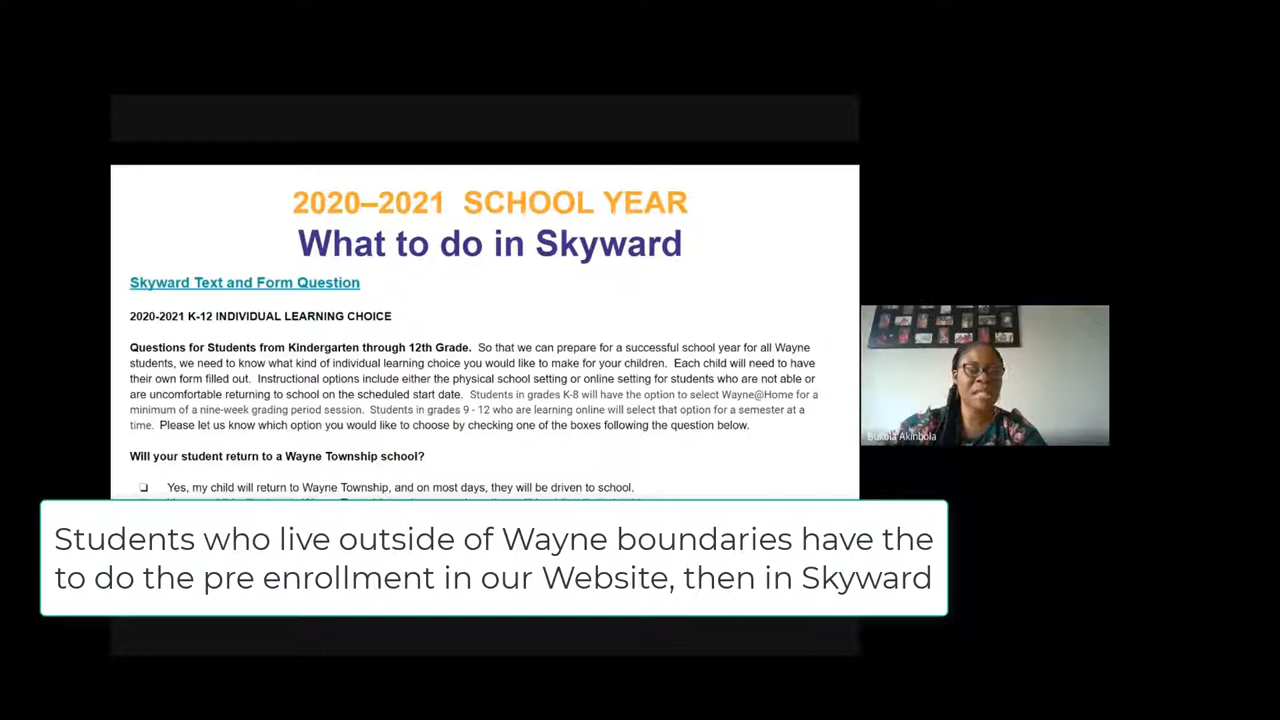 2020–2021 SCHOOL YEAR
What to do in Skyward
Skyward Text and Form Question
2020-2021 K-12 INDIVIDUAL LEARNING CHOICE
Questions for Students from Kindergarten through 12th Grade. So that we can prepare for a successful school year for all Wayne
students, we need to know what kind of individual learning choice you would like to make for your children. Each child will need to have
their own form filled out. Instructional options include either the physical school setting or online setting for students who are not able or
are uncomfortable returning to school on the scheduled start date. Students in grades K-8 will have the option to select Wayne@Home for a
minimum of a nine-week grading period session. Students in grades 9 - 12 who are learning online will select that option for a semester at a
time. Please let us know which option you would like to choose by checking one of the boxes following the question below.
Will your student return to a Wayne Township school?
❏ Yes, my child will return to Wayne Township, and on most days, they will be driven to school.
Students who live outside of Wayne boundaries have the
to do the pre enrollment in our Website, then in Skyward
Bukola Akinbola